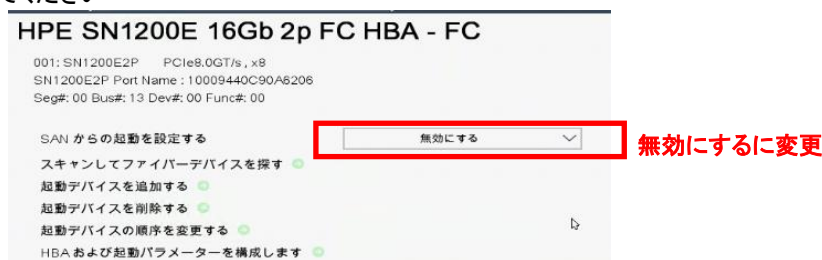 てください
HPE SN1200E 16Gb 2p FC HBA - FC
001: SN1200E2P PCIe8.0GT/s, x8
SN1200E2P Port Name : 10009440C90A6206
Seg#: 00 Bus#: 13 Dev#: 00 Func#: 00
SAN からの起動を設定する 無効にする
無効にするに変更
スキャンしてファイバーデバイスを探す
起動デバイスを追加する
起動デバイスを削除する
起動デバイスの順序を変更する
HBA および起動パラメーターを構成します